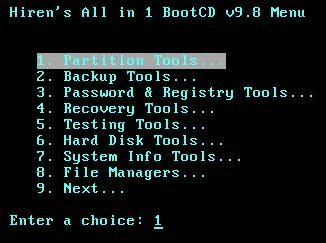 Hiren's All in 1 BootCD v9.8 Menu
1. Partition Tools...
2. Backup Tools...
3. Password & Registry Tools...
4. Recovery Tools...
5. Testing Tools...
6. Hard Disk Tools...
7. System Info Tools...
8. File Managers...
9. Next...
Enter a choice: 1